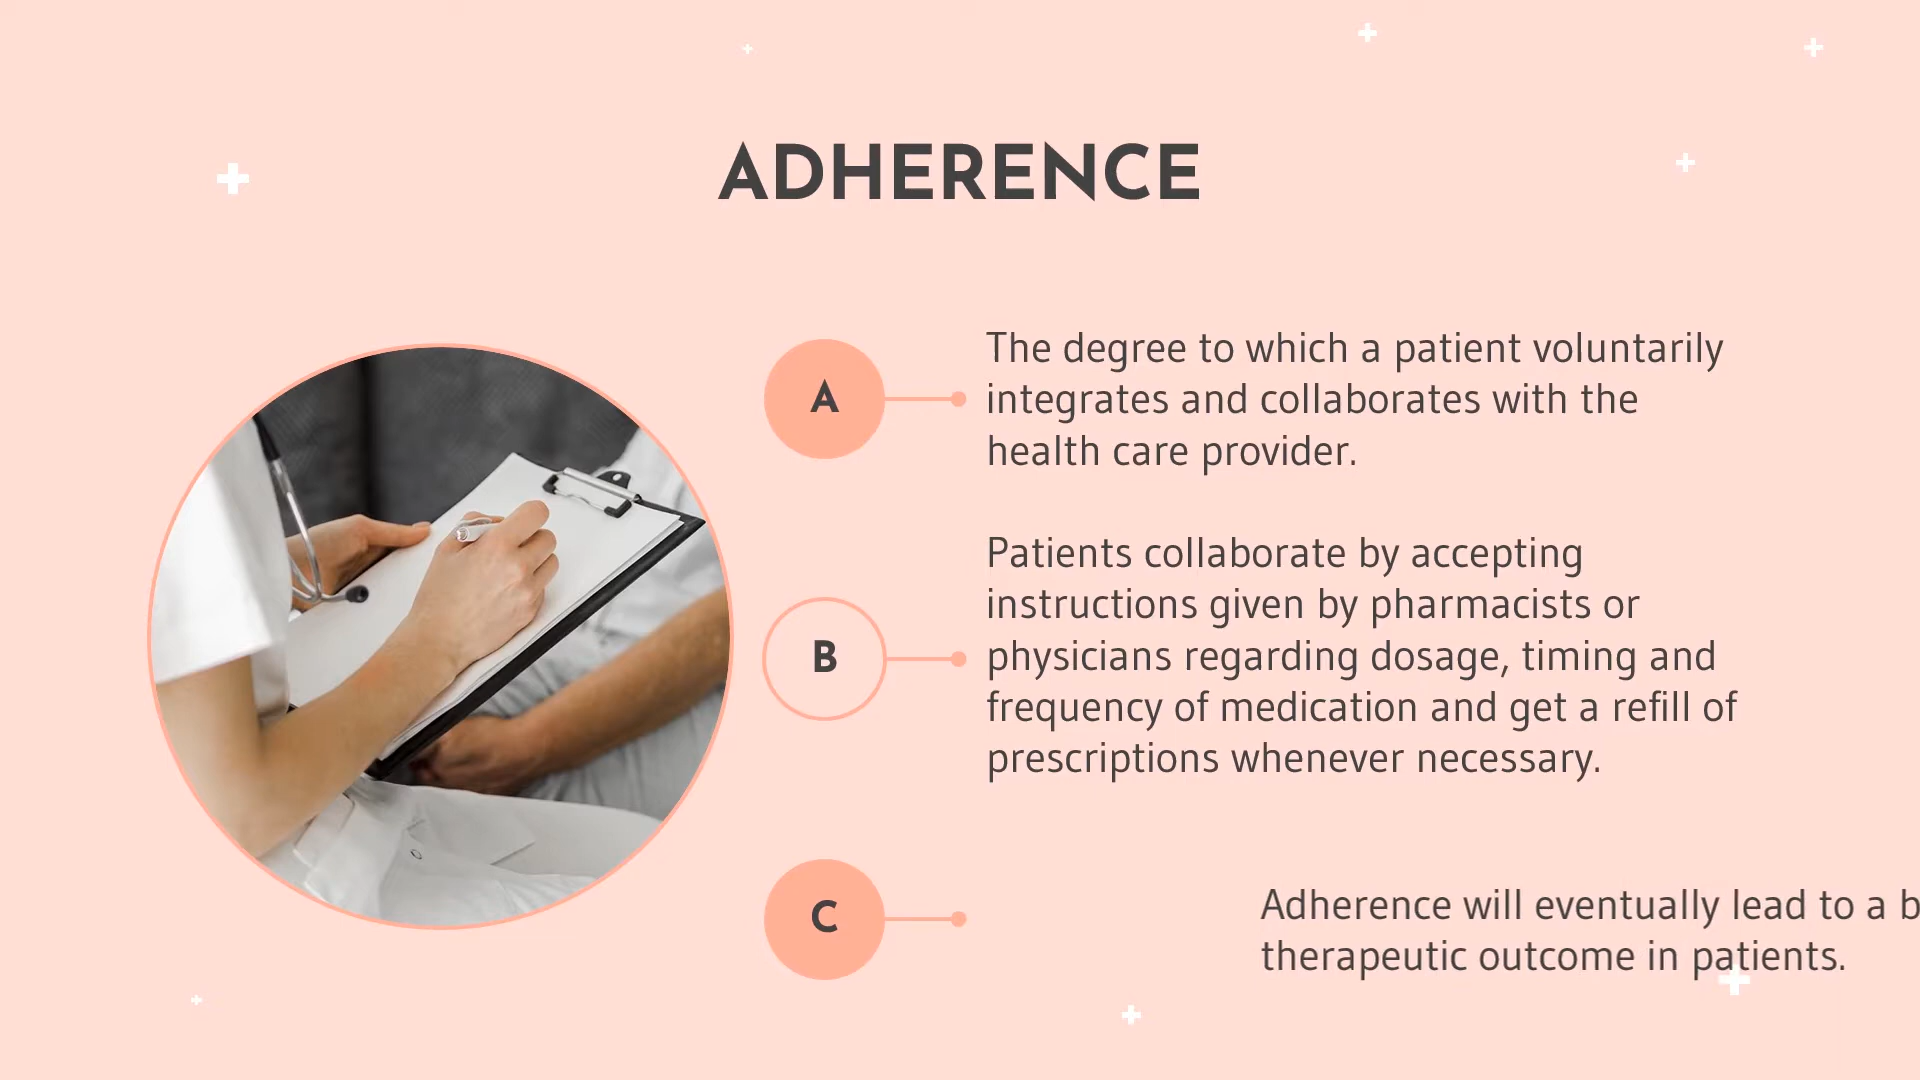 ADHERENCE
A
The degree to which a patient voluntarily
integrates and collaborates with the
health care provider.
B
Patients collaborate by accepting
instructions given by pharmacists or
physicians regarding dosage, timing and
frequency of medication and get a refill of
prescriptions whenever necessary.
C
Adherence will eventually lead to a
therapeutic outcome in patients.